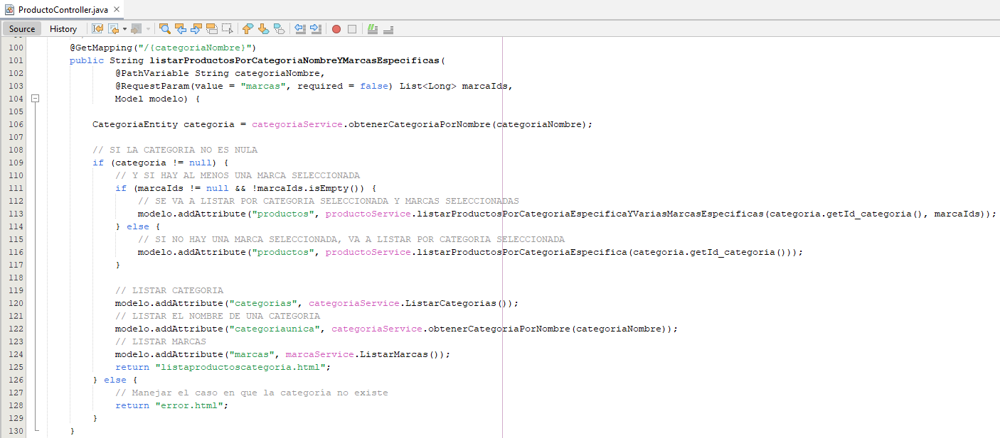 ProductoController.java
Source History
100 @GetMapping("/{categoriaNombre}")
101 public String listarProductosPorCategoriaNombreYMarcasEspecificas(
102 @PathVariable String categoriaNombre,
103 @RequestParam(value = "marcas", required = false) List<Long> marcaIds,
104 Model modelo) {
105
106 CategoriaEntity categoria = categoriaService.obtenerCategoriaPorNombre(categoriaNombre);
107
108 // SI LA CATEGORIA NO ES NULA
109 if (categoria != null) {
110 // Y SI HAY AL MENOS UNA MARCA SELECCIONADA
111 if (marcaIds != null && !marcaIds.isEmpty()) {
112 // SE VA A LISTAR POR CATEGORIA SELECCIONADA Y MARCAS SELECCIONADAS
113 modelo.addAttribute("productos", productoService.listarProductosPorCategoriaEspecificaYVariasMarcasEspecificas(categoria.getId_categoria(), marcaIds));
114 } else {
115 // SI NO HAY UNA MARCA SELECCIONADA, VA A LISTAR POR CATEGORIA SELECCIONADA
116 modelo.addAttribute("productos", productoService.listarProductosPorCategoriaEspecifica(categoria.getId_categoria()));
117 }
118
119 // LISTAR CATEGORIA
120 modelo.addAttribute("categorias", categoriaService.ListarCategorias());
121 // LISTAR EL NOMBRE DE UNA CATEGORIA
122 modelo.addAttribute("categoriaunica", categoriaService.obtenerCategoriaPorNombre(categoriaNombre));
123 // LISTAR MARCAS
124 modelo.addAttribute("marcas", marcaService.ListarMarcas());
125 return "listaproductoscategoria.html";
126 } else {
127 // Manejar el caso en que la categoría no existe
128 return "error.html";
129 }
130 }